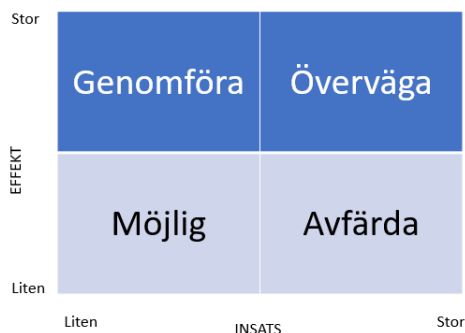 Stor
Genomföra Överväga
EFFEKT
Möjlig Avfärda
Liten
Liten Stor
INSATS